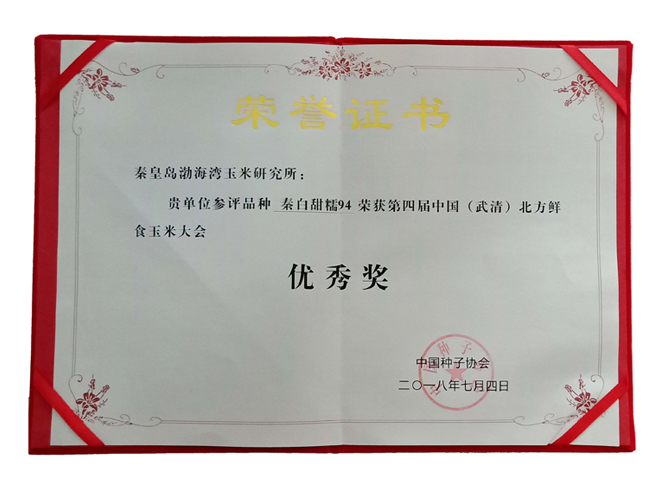 荣誉证书
秦皇岛渤海湾玉米研究所：
贵单位参评品种 秦白甜糯94 荣获第四届中国（武清）北方鲜
食玉米大会
优秀奖
中国种子协会
二〇一八年七月四日